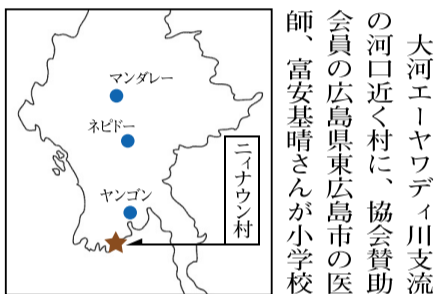 大河エーヤワディ川支流
の河口近く村に、協会賛助
会員の広島県東広島市の医
師、富安基晴さんが小学校
マンダレー
ネピドー
ヤンゴン
ニィナウン村